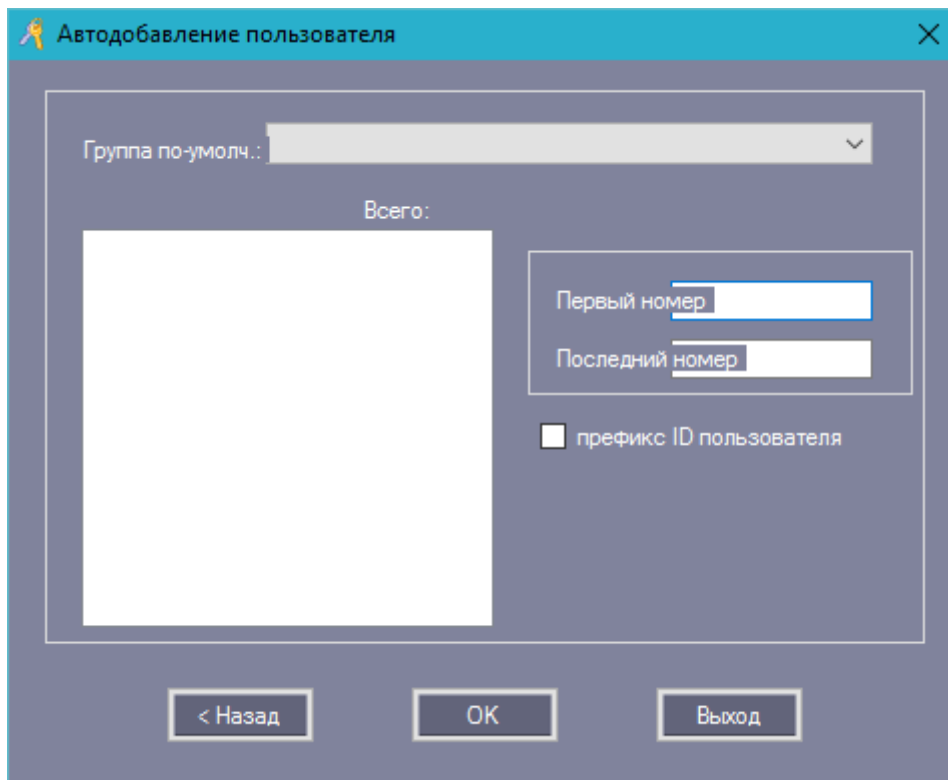 Автодобавление пользователя
Группа по-умолч.:
Всего:
Первый номер
Последний номер
префикс ID пользователя
< Назад
OK
Выход